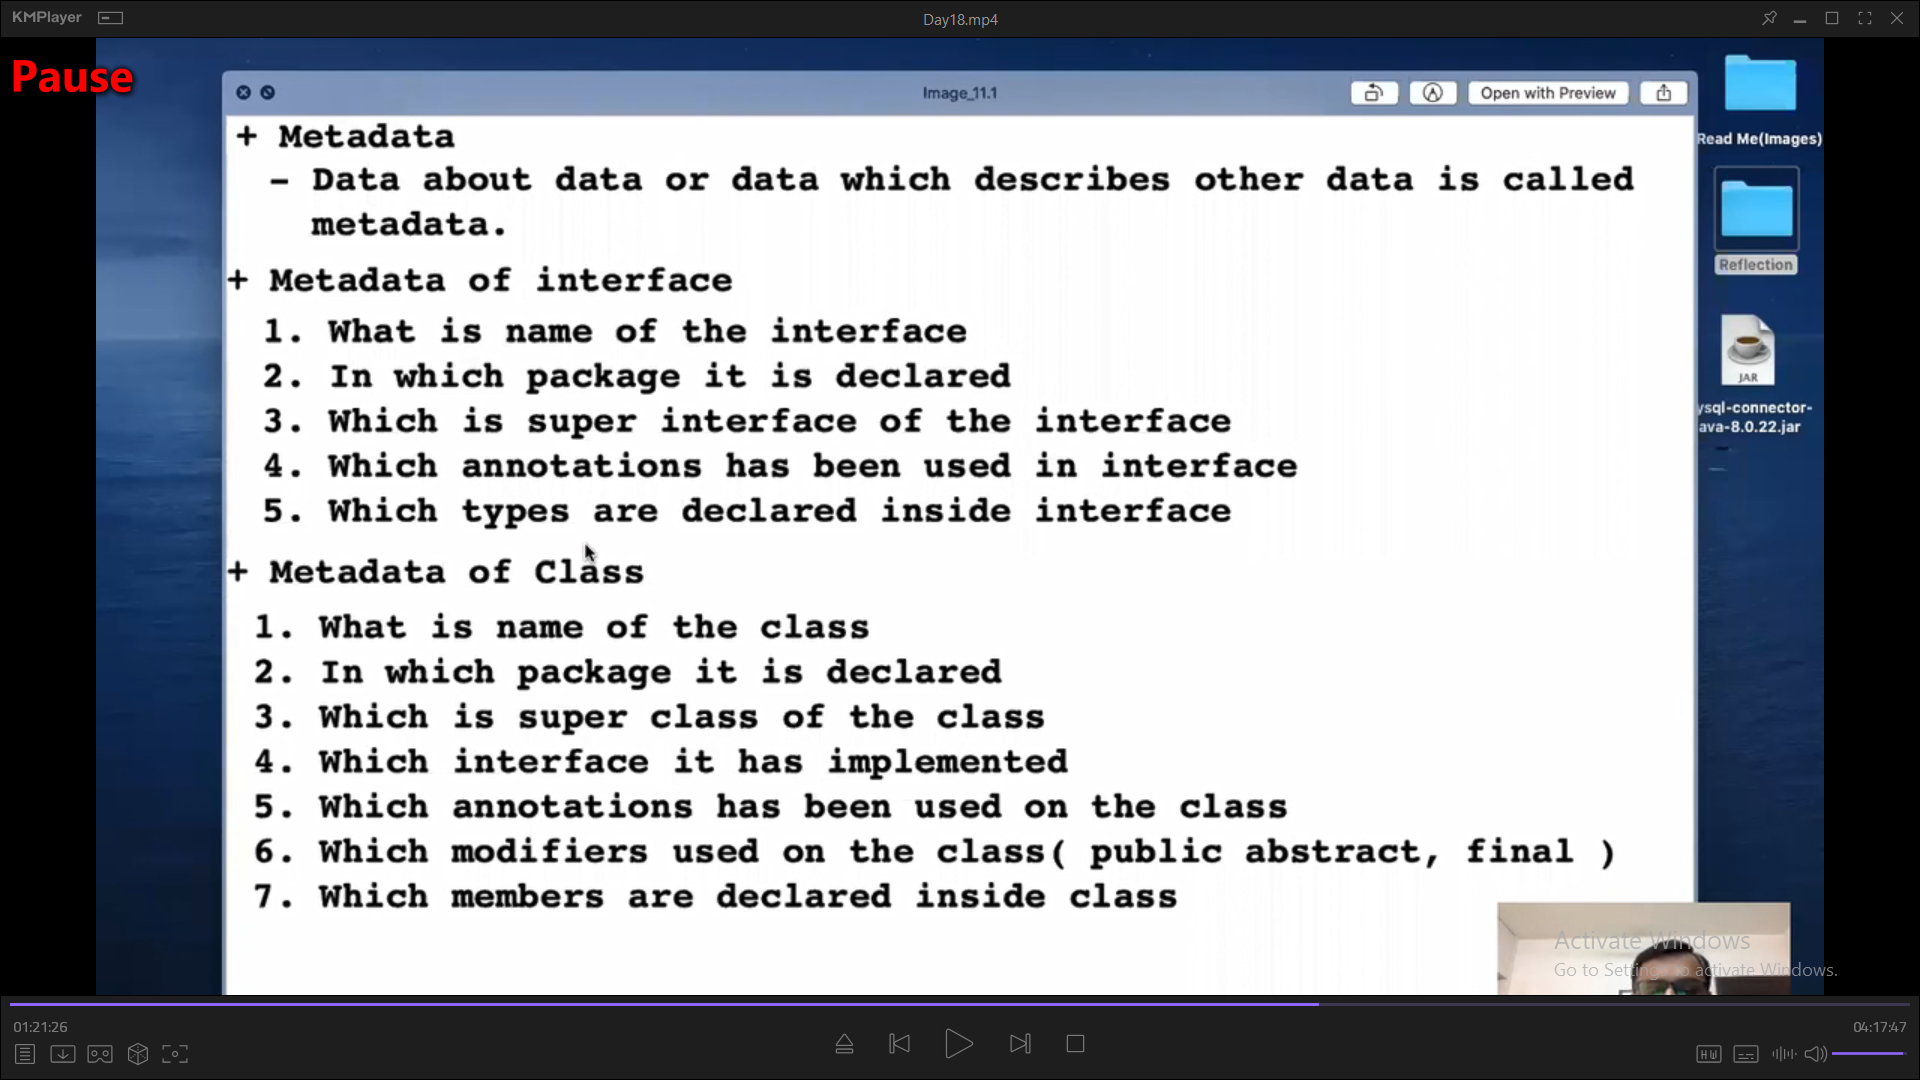 KMPlayer
Day18.mp4
Pause
Image_11.1
Open with Preview
+ Metadata
- Data about data or data which describes other data is called
metadata.
+ Metadata of interface
1. What is name of the interface
2. In which package it is declared
3. Which is super interface of the interface
4. Which annotations has been used in interface
5. Which types are declared inside interface
+ Metadata of Class
1. What is name of the class
2. In which package it is declared
3. Which is super class of the class
4. Which interface it has implemented
5. Which annotations has been used on the class
6. Which modifiers used on the class( public abstract, final )
7. Which members are declared inside class
Read Me(Images)
Reflection
JAR
ysql-connector-
ava-8.0.22.jar
Activate Windows
Go to Settings to activate Windows.
01:21:26
04:17:47
HW